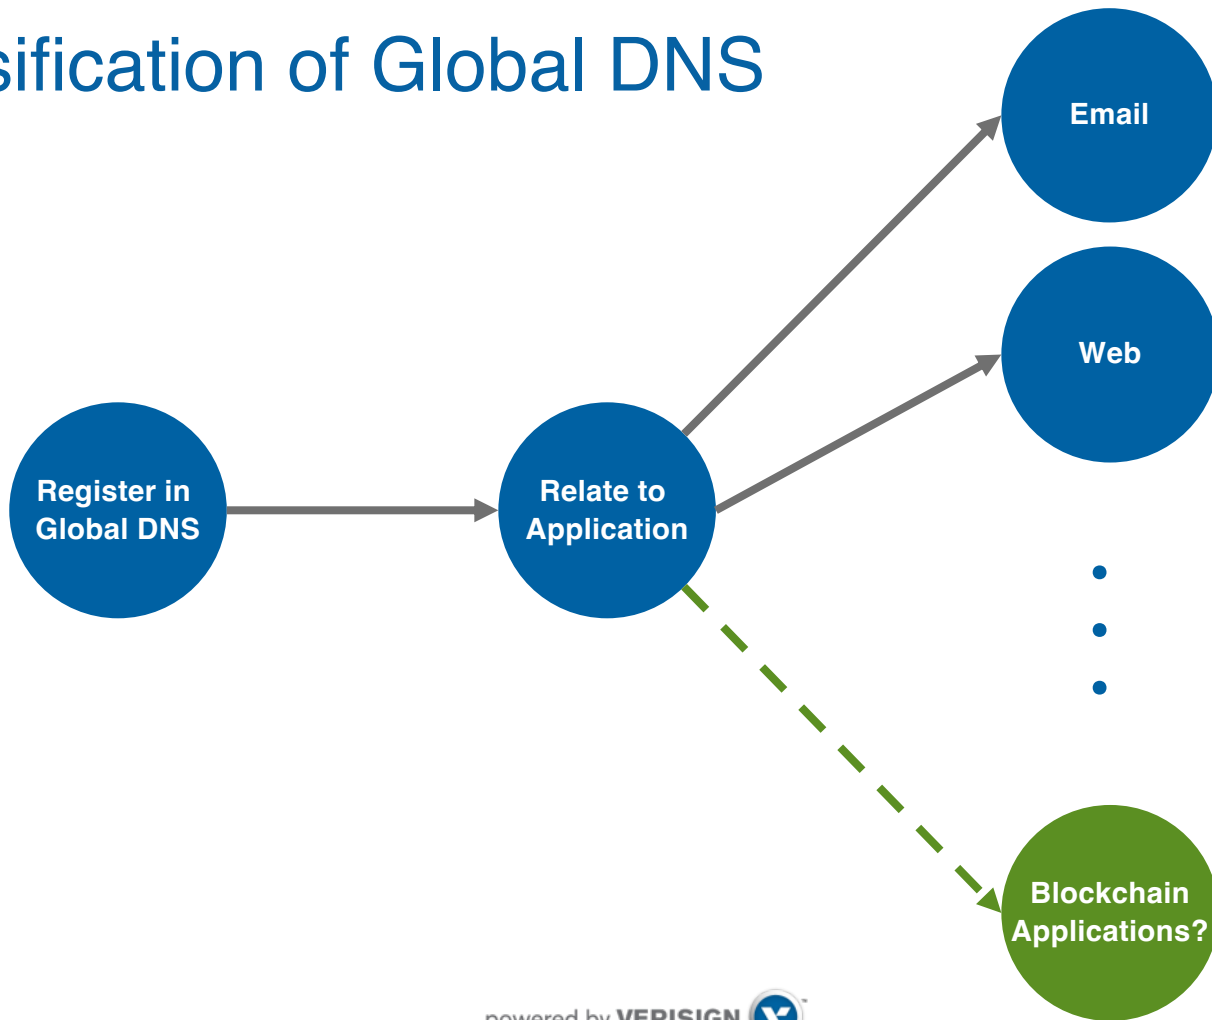 sification of Global DNS
Email
Web
Register in
Global DNS
Relate to
Application
Blockchain
Applications?
powered by VERISIGN